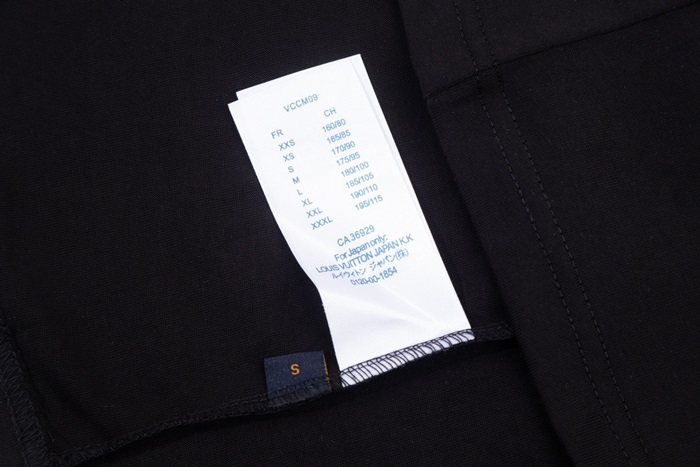 VCCM09
FR CH
XXS 160/80
XS 165/85
S 170/90
M 175/95
L 180/100
XL 185/105
XXL 190/110
XXXL 195/115
CA36929
For Japan only:
LOUIS VUITTON JAPAN K.K
ルイヴィトン ジャパン(株)
0120-00-1854
S